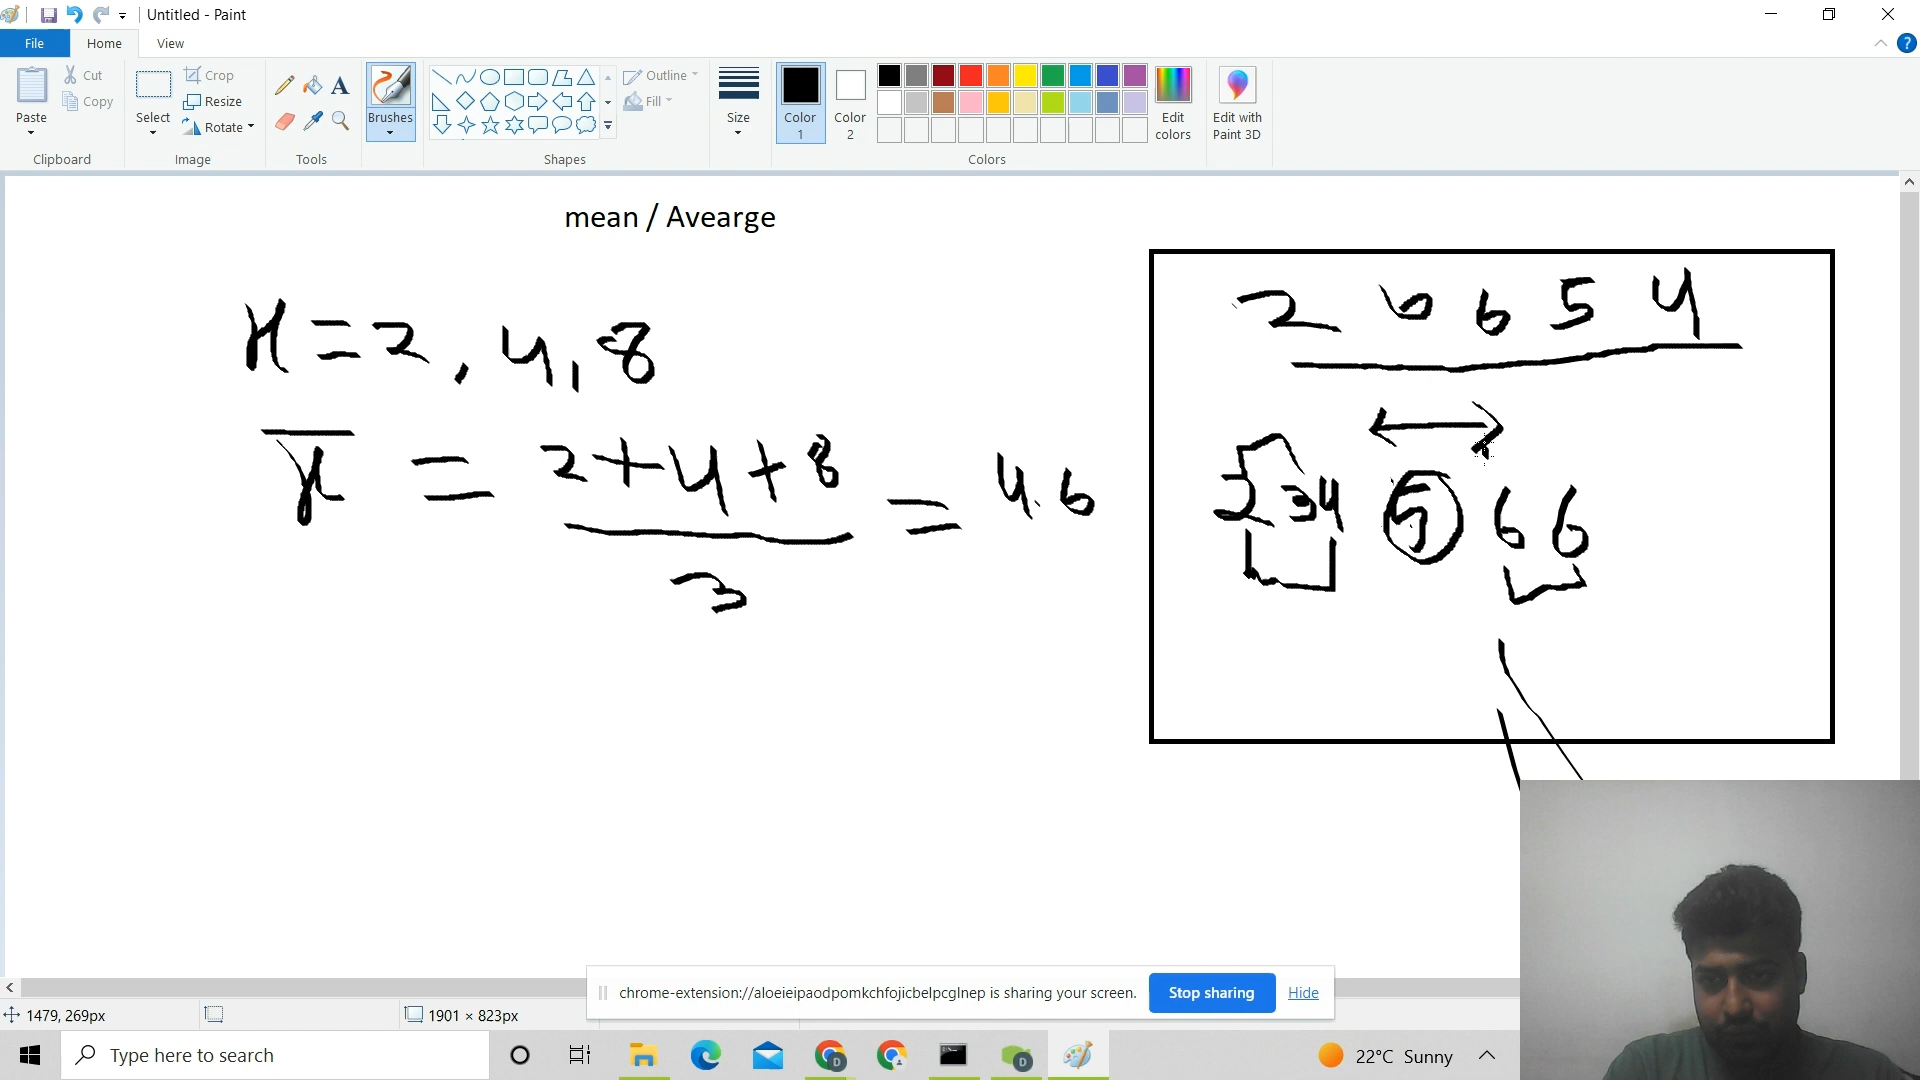 Untitled - Paint
File Home View
Paste
Cut
Copy
Clipboard
Select
Crop
Resize
Rotate
Image
Tools
Brushes
Shapes
Outline
Fill
Size
Color 1
Color 2
Colors
Edit colors
Edit with Paint 3D
mean / Avearge
x = 2, 4, 8
x̄ = 2+4+8 = 4.6
3
2 6 6 5 4
2 3 4 5 6 6
chrome-extension://aloeieipaodpomkchfojicbelpcglnep is sharing your screen.
Stop sharing
Hide
1479, 269px
1901 × 823px
Type here to search
22°C Sunny